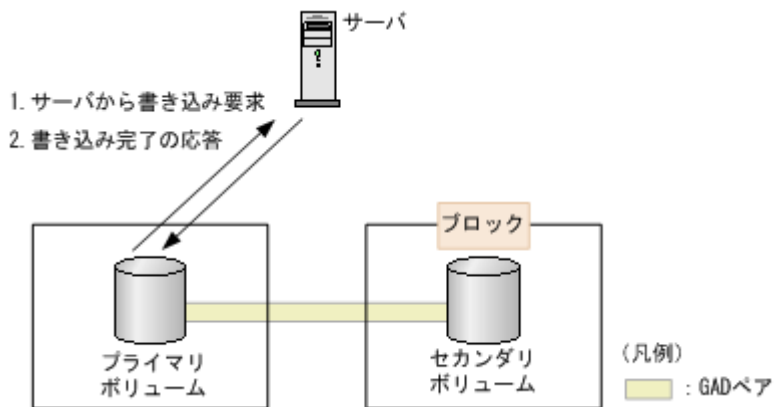 サーバ
1. サーバから書き込み要求
2. 書き込み完了の応答
ブロック
プライマリ
ボリューム
セカンダリ
ボリューム
(凡例)
: GADペア